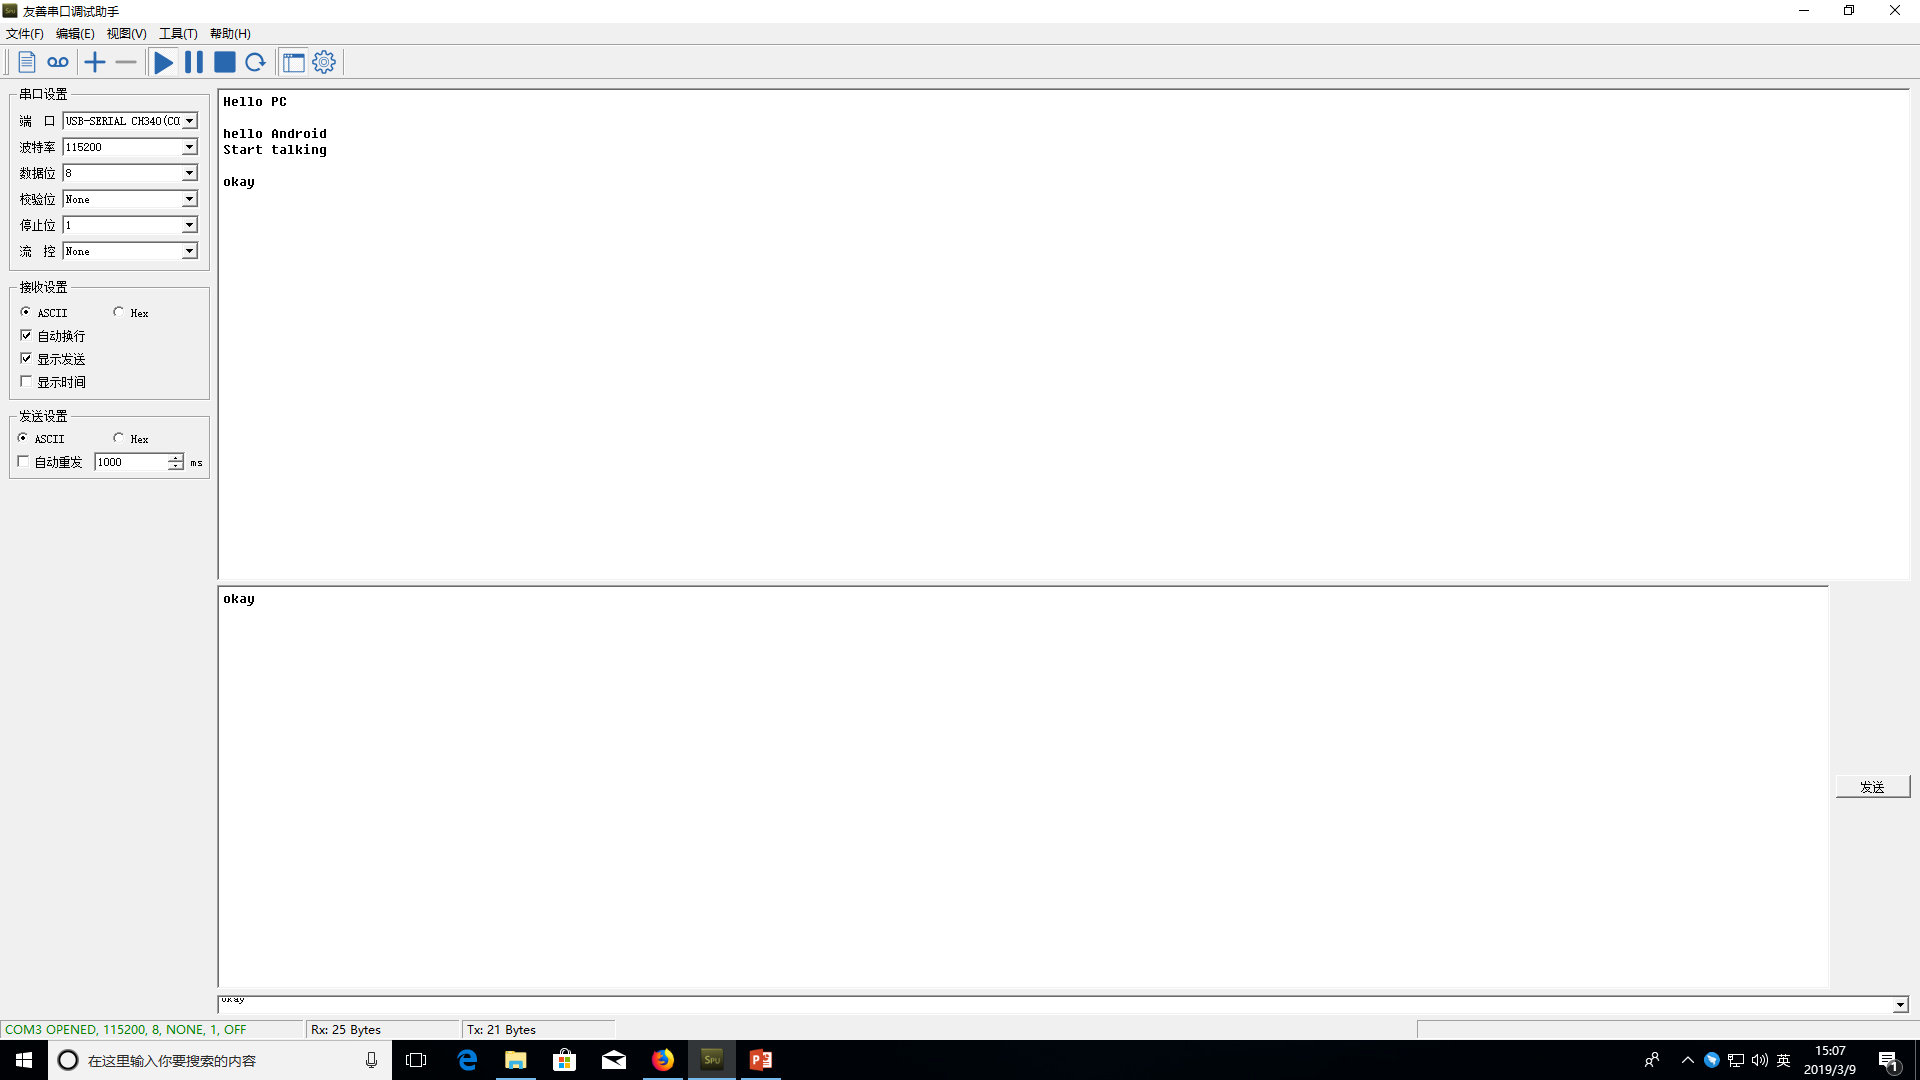 友善串口调试助手
文件(F) 编辑(E) 视图(V) 工具(T) 帮助(H)
串口设置
端 口 USB-SERIAL CH340(CO
波特率 115200
数据位 8
校验位 None
停止位 1
流 控 None
接收设置
ASCII Hex
自动换行
显示发送
显示时间
发送设置
ASCII Hex
自动重发 1000 ms
Hello PC
hello Android
Start talking
okay
okay
发送
okay
COM3 OPENED, 115200, 8, NONE, 1, OFF Rx: 25 Bytes Tx: 21 Bytes
在这里输入你要搜索的内容
SPU
英
15:07
2019/3/9
1